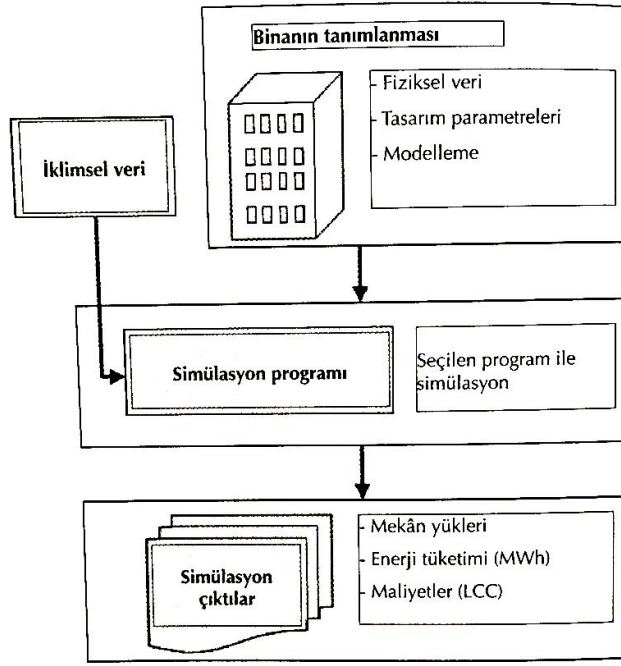 Binanın tanımlanması
- Fiziksel veri
- Tasarım parametreleri
- Modelleme
İklimsel veri
Simülasyon programı
Seçilen program ile
simülasyon
Simülasyon
çıktılar
- Mekân yükleri
- Enerji tüketimi (MWh)
- Maliyetler (LCC)